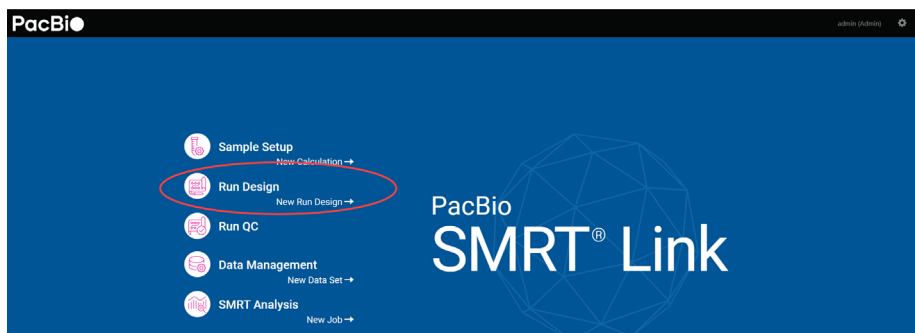 PacBio
admin (Admin)
Sample Setup
New Calculation →
Run Design
New Run Design →
Run QC
Data Management
New Data Set →
SMRT Analysis
New Job →
PacBio
SMRT® Link